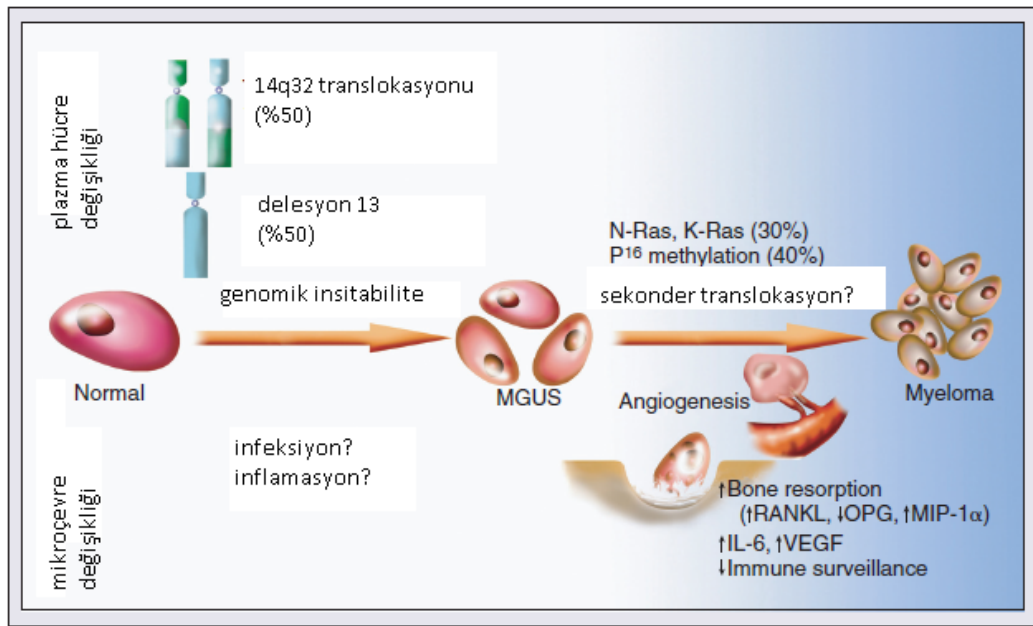 plazma hücre
değişikliği
14q32 translokasyonu
(%50)
delesyon 13
(%50)
N-Ras, K-Ras (30%)
P16 methylation (40%)
genomik insitabilite
sekonder translokasyon?
Normal
MGUS
Angiogenesis
Myeloma
mikroçevre
değişikliği
infeksiyon?
inflamasyon?
↑Bone resorption
(↑RANKL, ↓OPG, ↑MIP-1α)
↑IL-6, ↑VEGF
↓Immune surveillance